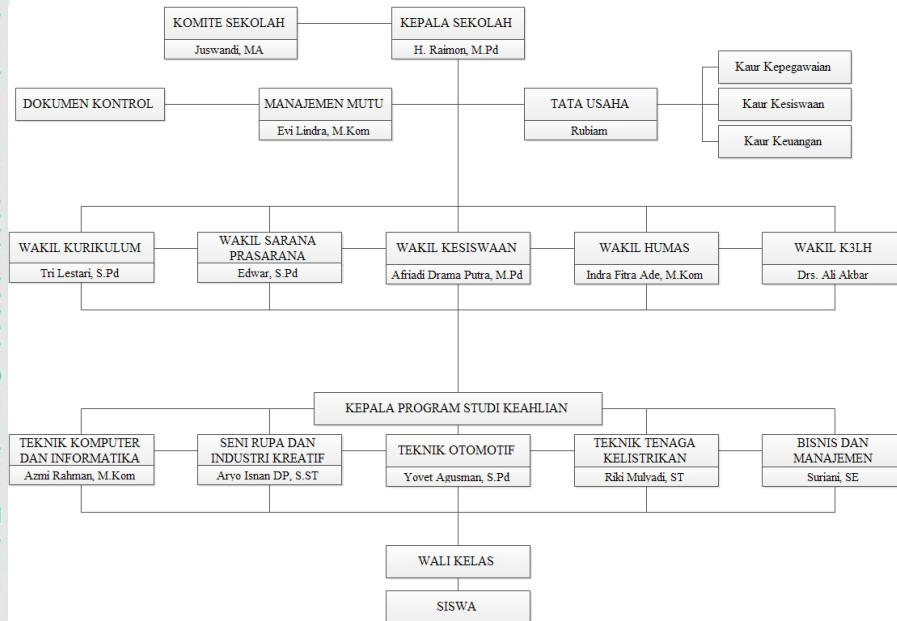 KOMITE SEKOLAH
Juswandi, MA
KEPALA SEKOLAH
H. Raimon, M.Pd
DOKUMEN KONTROL
MANAJEMEN MUTU
Evi Lindra, M.Kom
TATA USAHA
Rubiam
Kaur Kepegawaian
Kaur Kesiswaan
Kaur Keuangan
WAKIL KURIKULUM
Tri Lestari, S.Pd
WAKIL SARANA
PRASARANA
Edwar, S.Pd
WAKIL KESISWAAN
Afriadi Drama Putra, M.Pd
WAKIL HUMAS
Indra Fitra Ade, M.Kom
WAKIL K3LH
Drs. Ali Akbar
KEPALA PROGRAM STUDI KEAHLIAN
TEKNIK KOMPUTER
DAN INFORMATIKA
Azmi Rahman, M.Kom
SENI RUPA DAN
INDUSTRI KREATIF
Aryo Isnan DP, S.ST
TEKNIK OTOMOTIF
Yovet Agusman, S.Pd
TEKNIK TENAGA
KELISTRIKAN
Riki Mulyadi, ST
BISNIS DAN
MANAJEMEN
Suriani, SE
WALI KELAS
SISWA